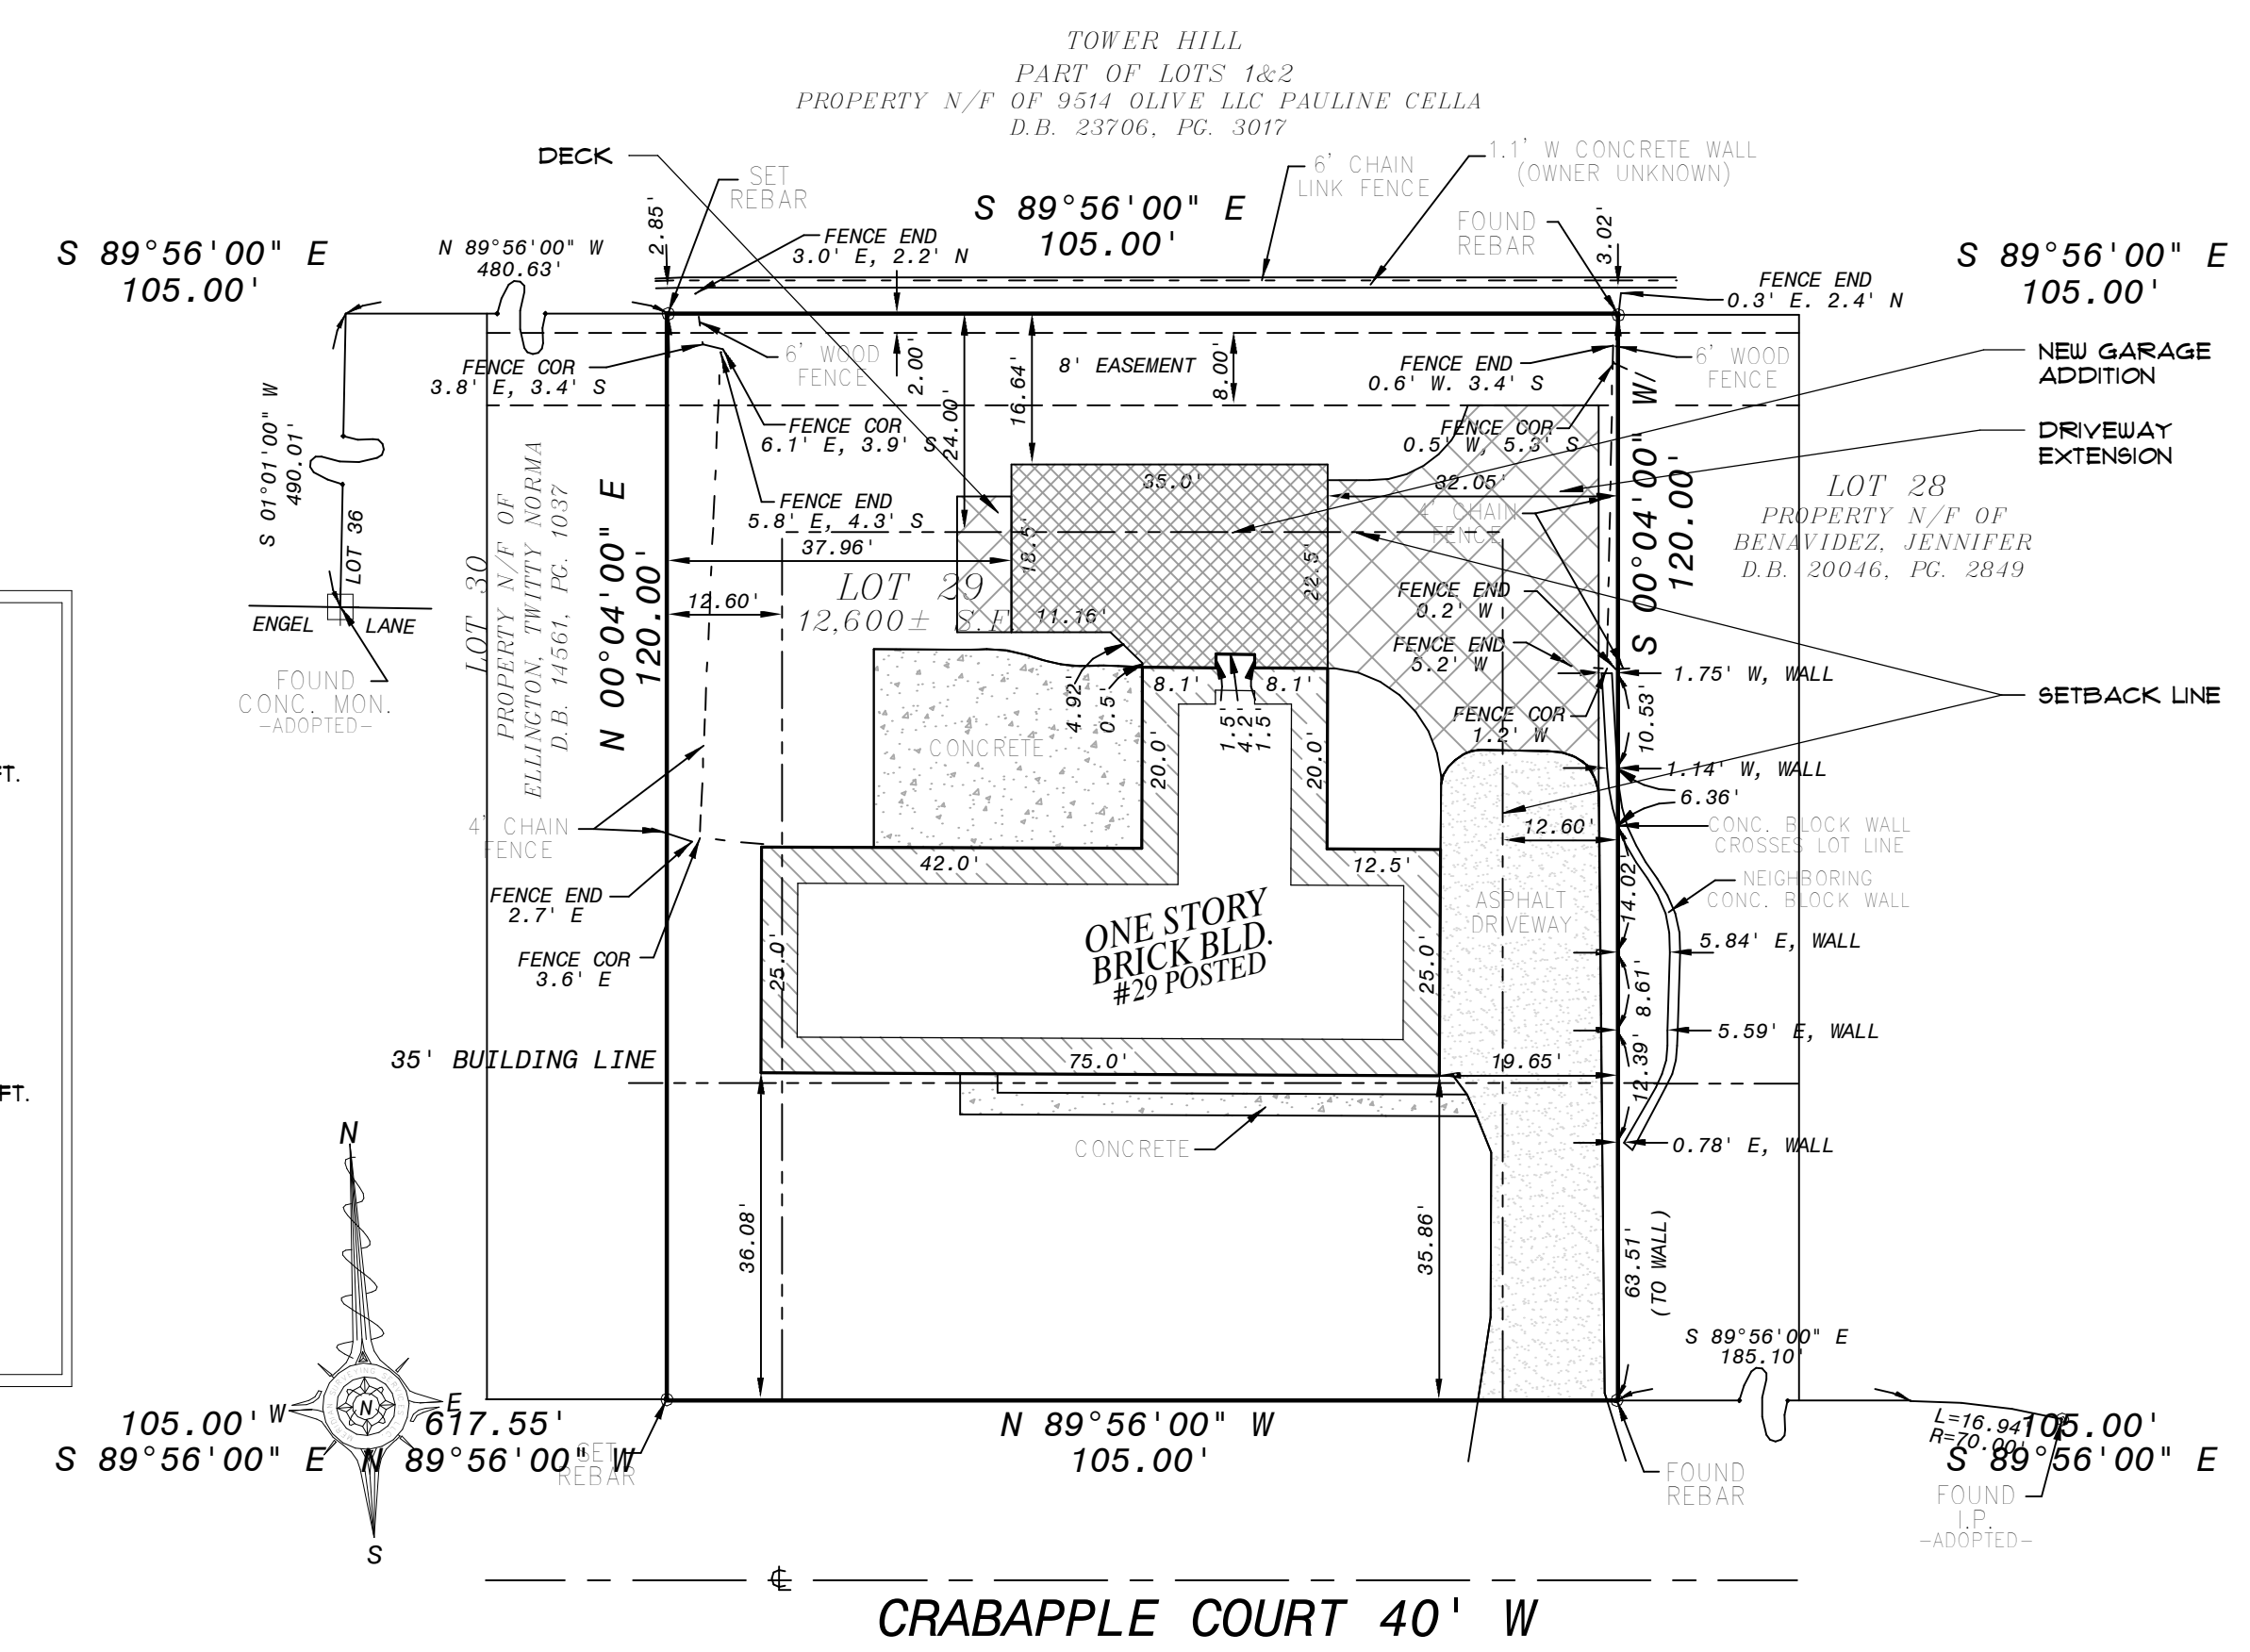 TOWER HILL
PART OF LOTS 1&2
PROPERTY N/F OF 9514 OLIVE LLC PAULINE CELLA
D.B. 23706, PG. 3017
DECK
SET
REBAR
6' CHAIN
LINK FENCE
1.1' W CONCRETE WALL
(OWNER UNKNOWN)
S 89°56'00" E
105.00'
FOUND
REBAR
2.85'
3.02'
S 89°56'00" E
105.00'
N 89°56'00" W
480.63'
FENCE END
3.0' E, 2.2' N
S 89°56'00" E
105.00'
FENCE END
0.3' E. 2.4' N
FENCE COR
3.8' E, 3.4' S
6' WOOD
FENCE
2.00'
24.00'
16.64'
8' EASEMENT
8.00'
FENCE END
0.6' W. 3.4' S
6' WOOD
FENCE
NEW GARAGE
ADDITION
S 01°01'00" W
490.01'
FENCE COR
6.1' E, 3.9' S
FENCE COR
0.5' W, 5.3' S
DRIVEWAY
EXTENSION
FENCE END
5.8' E, 4.3' S
35.0'
32.05'
4' CHAIN
FENCE
LOT 28
PROPERTY N/F OF
BENAVIDEZ, JENNIFER
D.B. 20046, PG. 2849
LOT 36
ENGEL LANE
FOUND
CONC. MON.
-ADOPTED-
LOT 30
PROPERTY N/F OF
ELLINGTON, TWITTY NORMA
D.B. 14561, PG. 1037
N 00°04'00" E
120.00'
S 00°04'00" W
120.00'
37.96'
12.60'
LOT 29
12,600± S.F
18.5'
22.5'
11.16'
FENCE END
0.2' W
FENCE END
5.2' W
1.75' W, WALL
SETBACK LINE
4.92'
0.5'
8.1'
8.1'
1.5'
4.2'
1.5'
FENCE COR
1.2' W
10.53'
CONCRETE
20.0'
20.0'
1.14' W, WALL
6.36'
FT.
4' CHAIN
FENCE
12.60'
CONC. BLOCK WALL
CROSSES LOT LINE
42.0'
12.5'
14.02'
NEIGHBORING
CONC. BLOCK WALL
FENCE END
2.7' E
ONE STORY
BRICK BLD.
#29 POSTED
ASPHALT
DRIVEWAY
FENCE COR
3.6' E
25.0'
25.0'
5.84' E, WALL
8.61'
5.59' E, WALL
35' BUILDING LINE
75.0'
19.65'
12.39'
FT.
CONCRETE
0.78' E, WALL
N
36.08'
35.86'
63.51'
(TO WALL)
S 89°56'00" E
185.10'
MERIDIAN SURVEYING SERVICES
N
W
E
S
105.00'
S 89°56'00" E
617.55'
N 89°56'00" W
SET
REBAR
N 89°56'00" W
105.00'
L=16.94'
R=70.00'
105.00'
S 89°56'00" E
FOUND
REBAR
FOUND
I.P.
-ADOPTED-
CRABAPPLE COURT 40' W